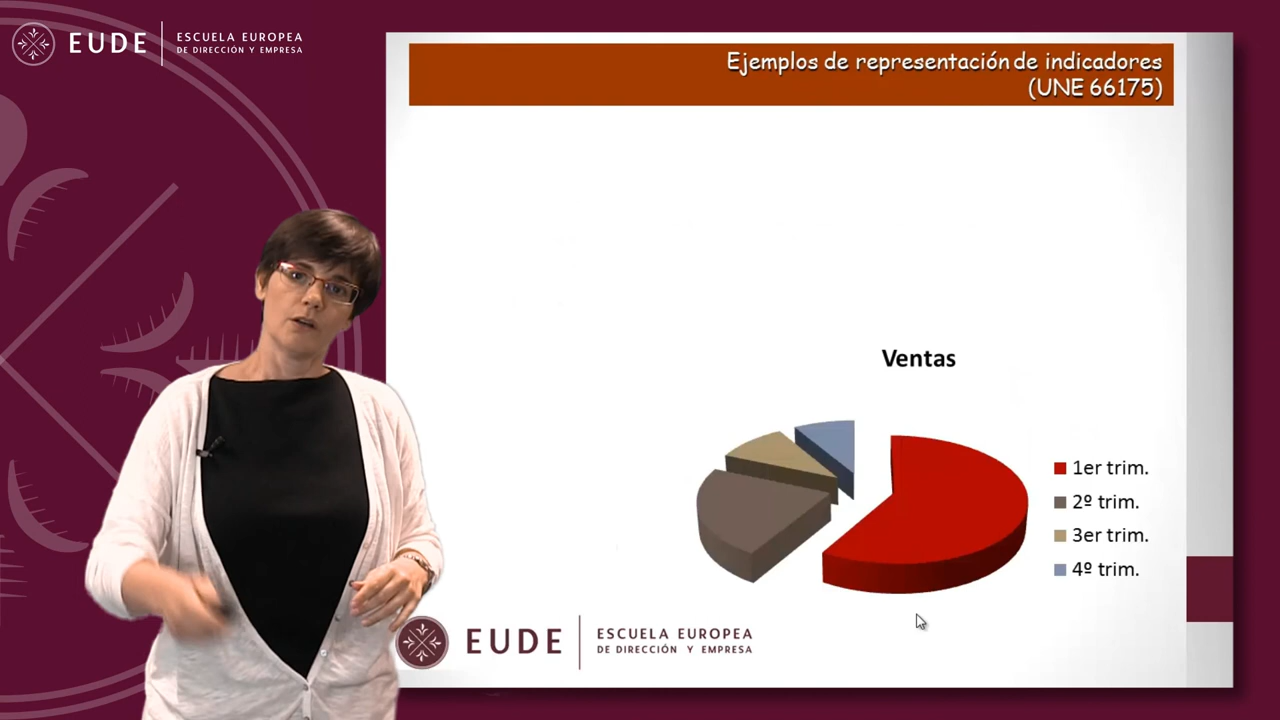 EUDE
ESCUELA EUROPEA
DE DIRECCIÓN Y EMPRESA
Ejemplos de representación de indicadores
(UNE 66175)
Ventas
1er trim.
2º trim.
3er trim.
4º trim.
EUDE
ESCUELA EUROPEA
DE DIRECCIÓN Y EMPRESA